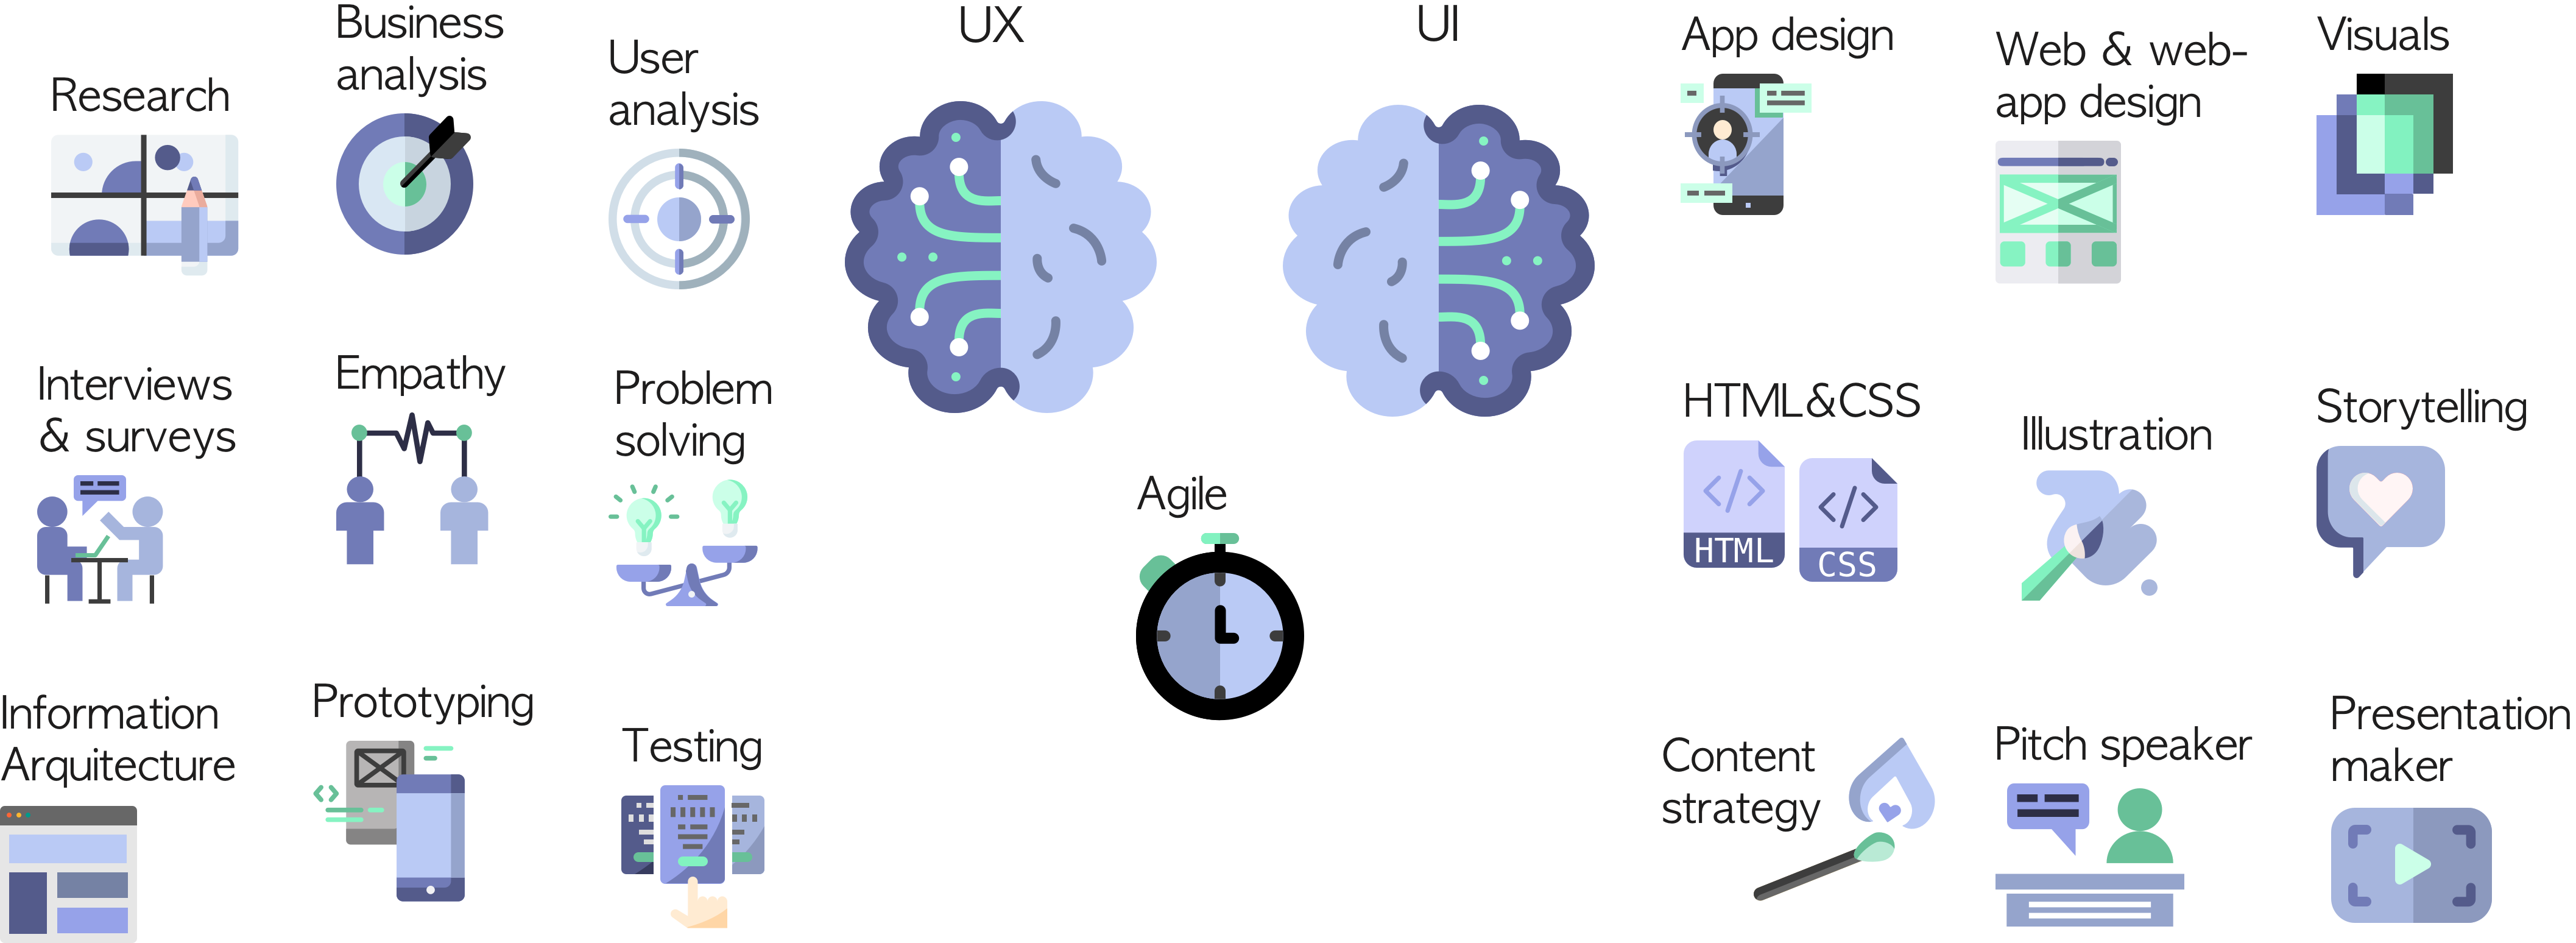 Research
Business
analysis
User
analysis
UX
UI
App design
Web & web-
app design
Visuals
Interviews
& surveys
Empathy
Problem
solving
Agile
HTML&CSS
HTML
CSS
Illustration
Storytelling
Information
Arquitecture
Prototyping
Testing
Content
strategy
Pitch speaker
Presentation
maker